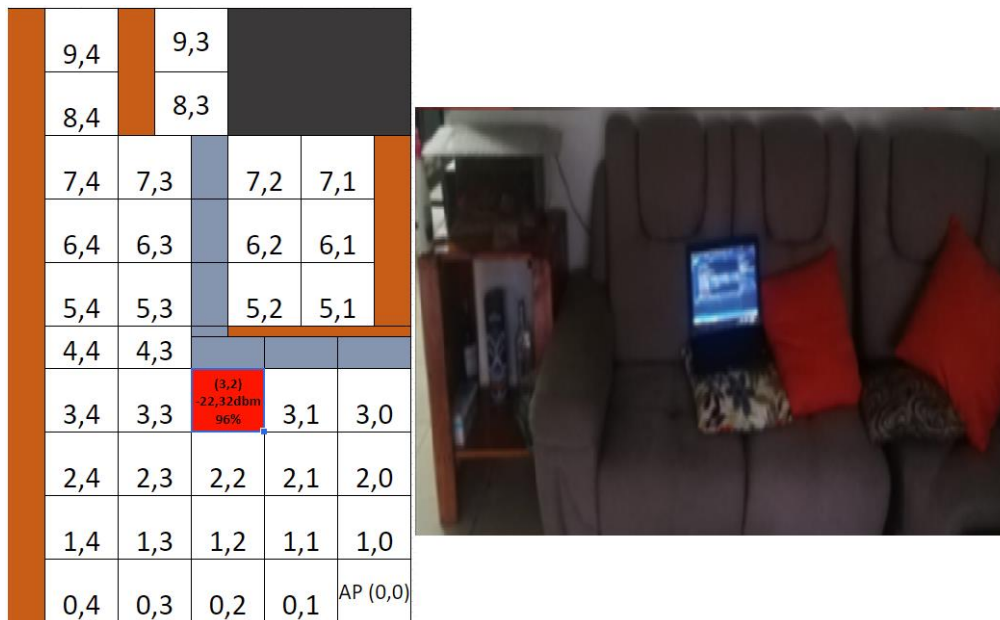 9,4 9,3
8,4 8,3
7,4 7,3 7,2 7,1
6,4 6,3 6,2 6,1
5,4 5,3 5,2 5,1
4,4 4,3
3,4 3,3 (3,2) 3,1 3,0
-22,32dbm
96%
2,4 2,3 2,2 2,1 2,0
1,4 1,3 1,2 1,1 1,0
0,4 0,3 0,2 0,1 AP (0,0)